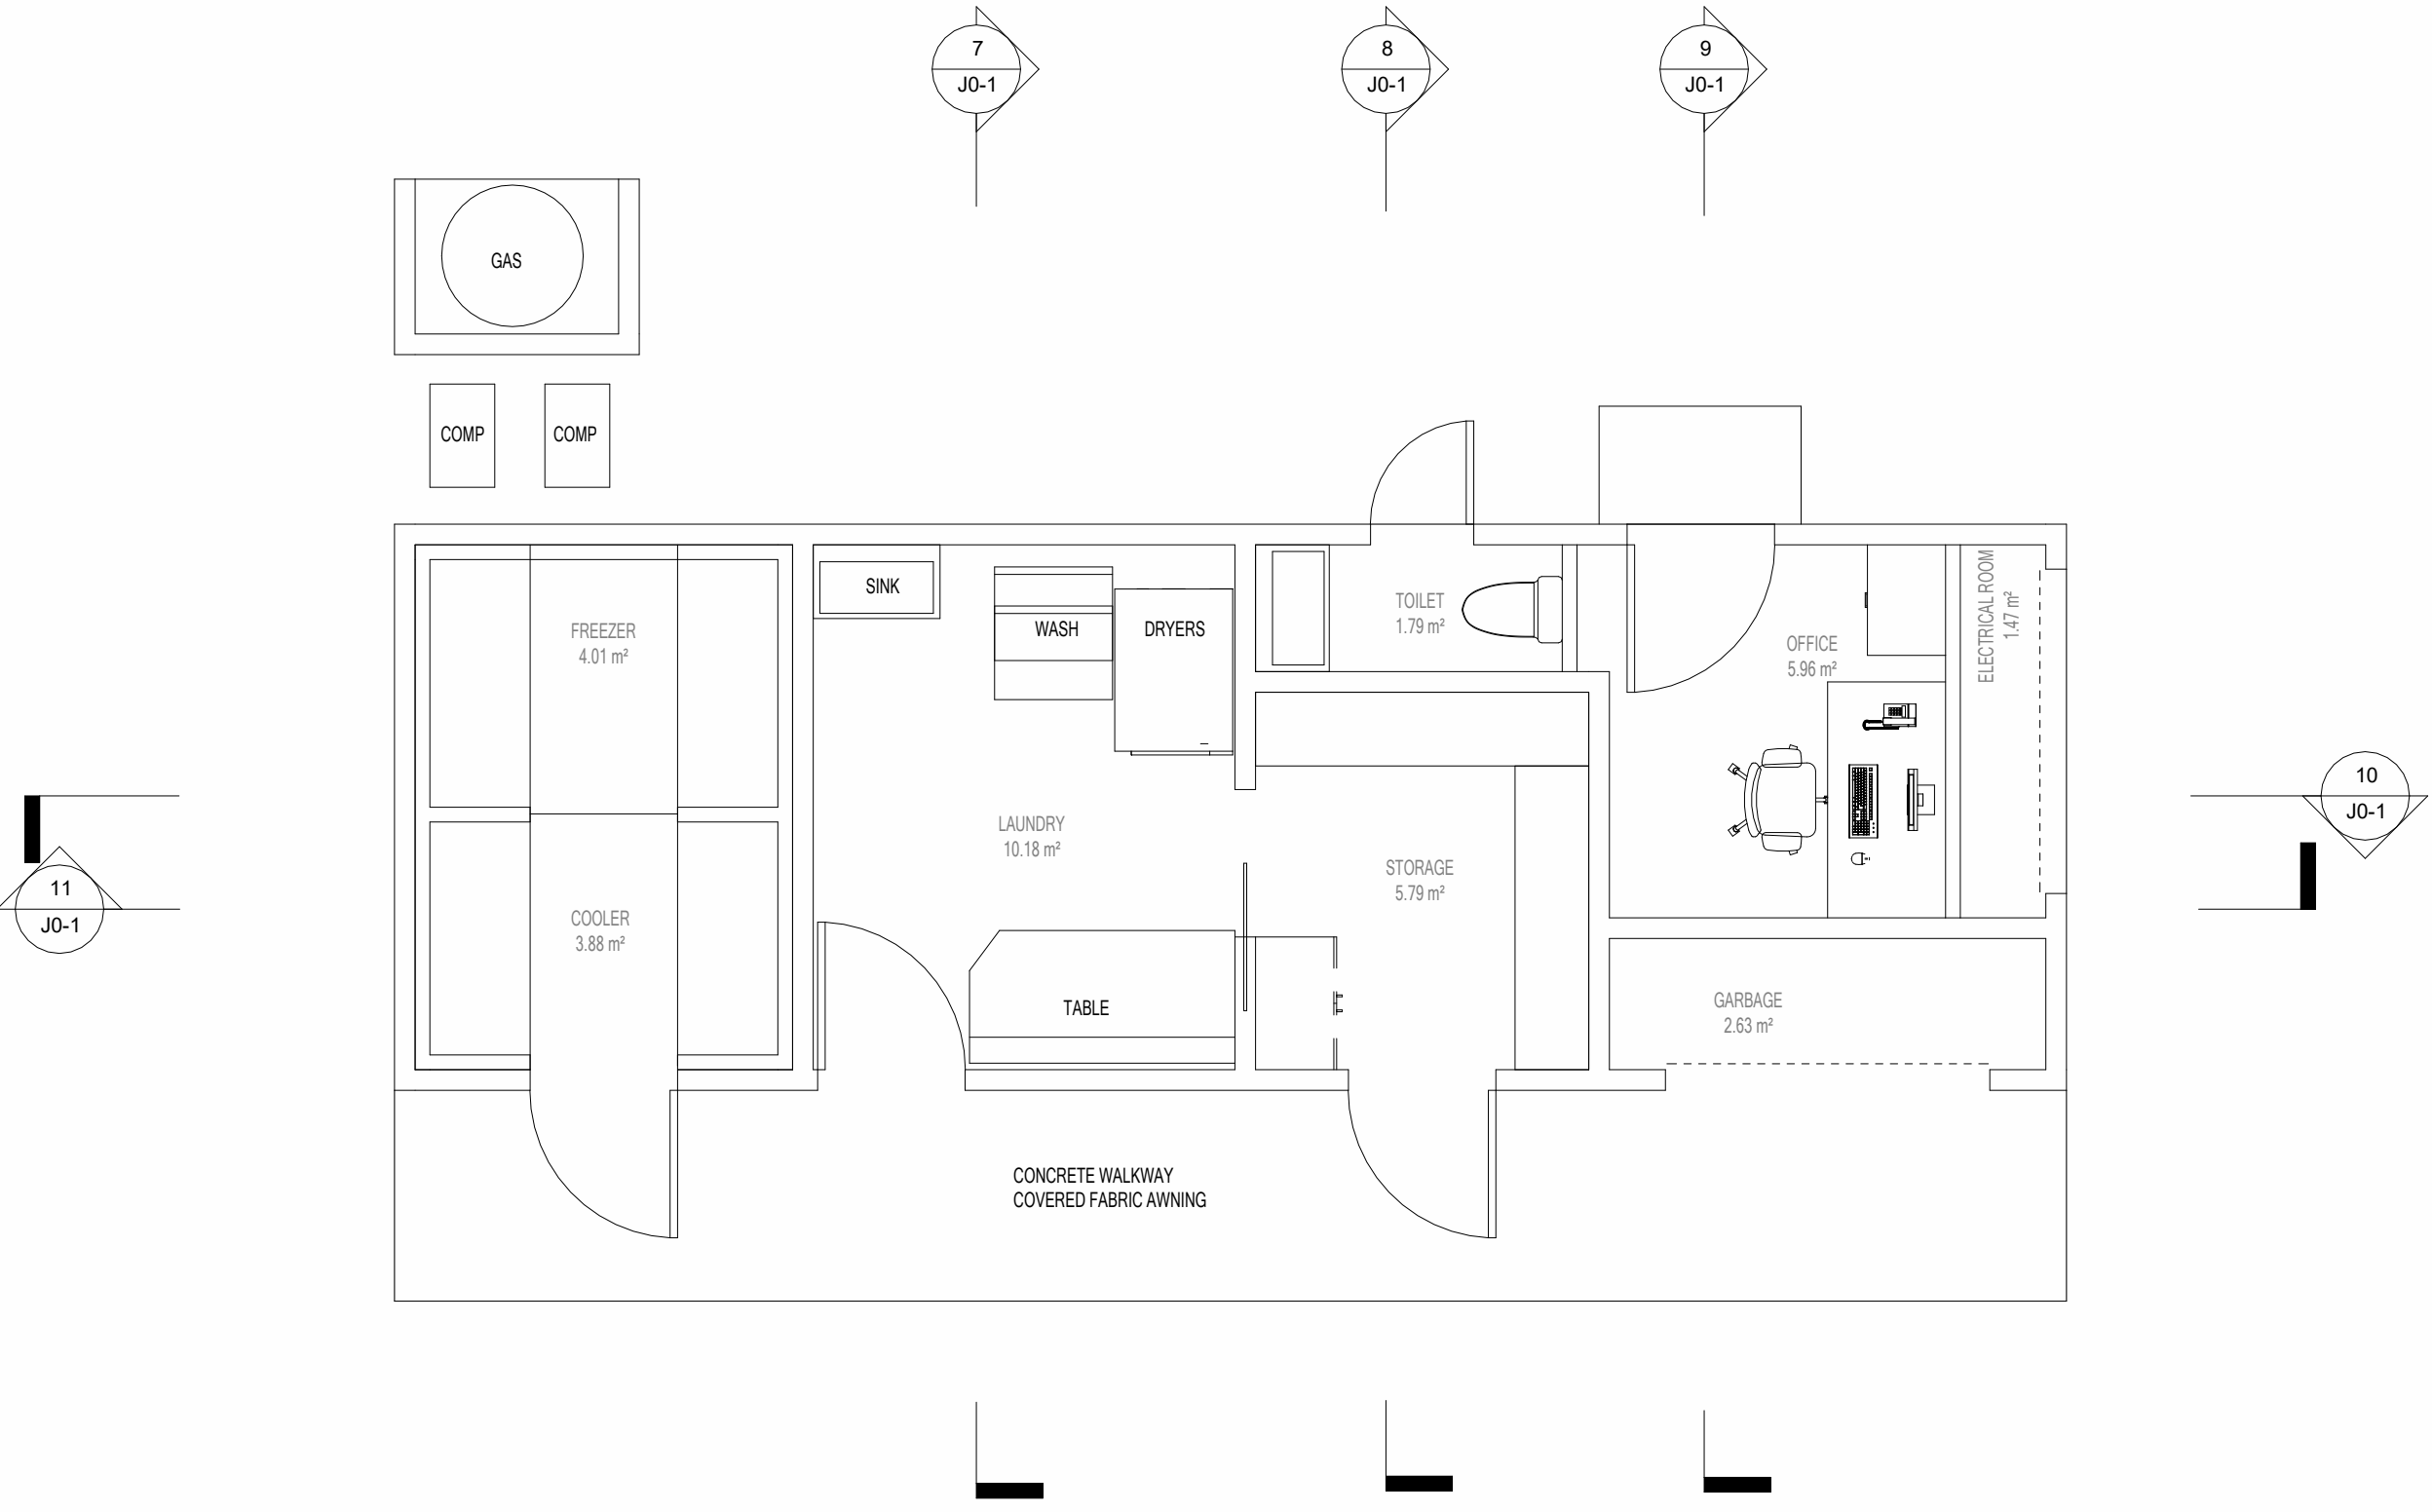 7
J0-1
8
J0-1
9
J0-1
GAS
COMP
COMP
SINK
WASH
DRYERS
FREEZER
4.01 m²
TOILET
1.79 m²
OFFICE
5.96 m²
ELECTRICAL ROOM
1.47 m²
10
J0-1
LAUNDRY
10.18 m²
STORAGE
5.79 m²
11
J0-1
COOLER
3.88 m²
TABLE
GARBAGE
2.63 m²
CONCRETE WALKWAY
COVERED FABRIC AWNING